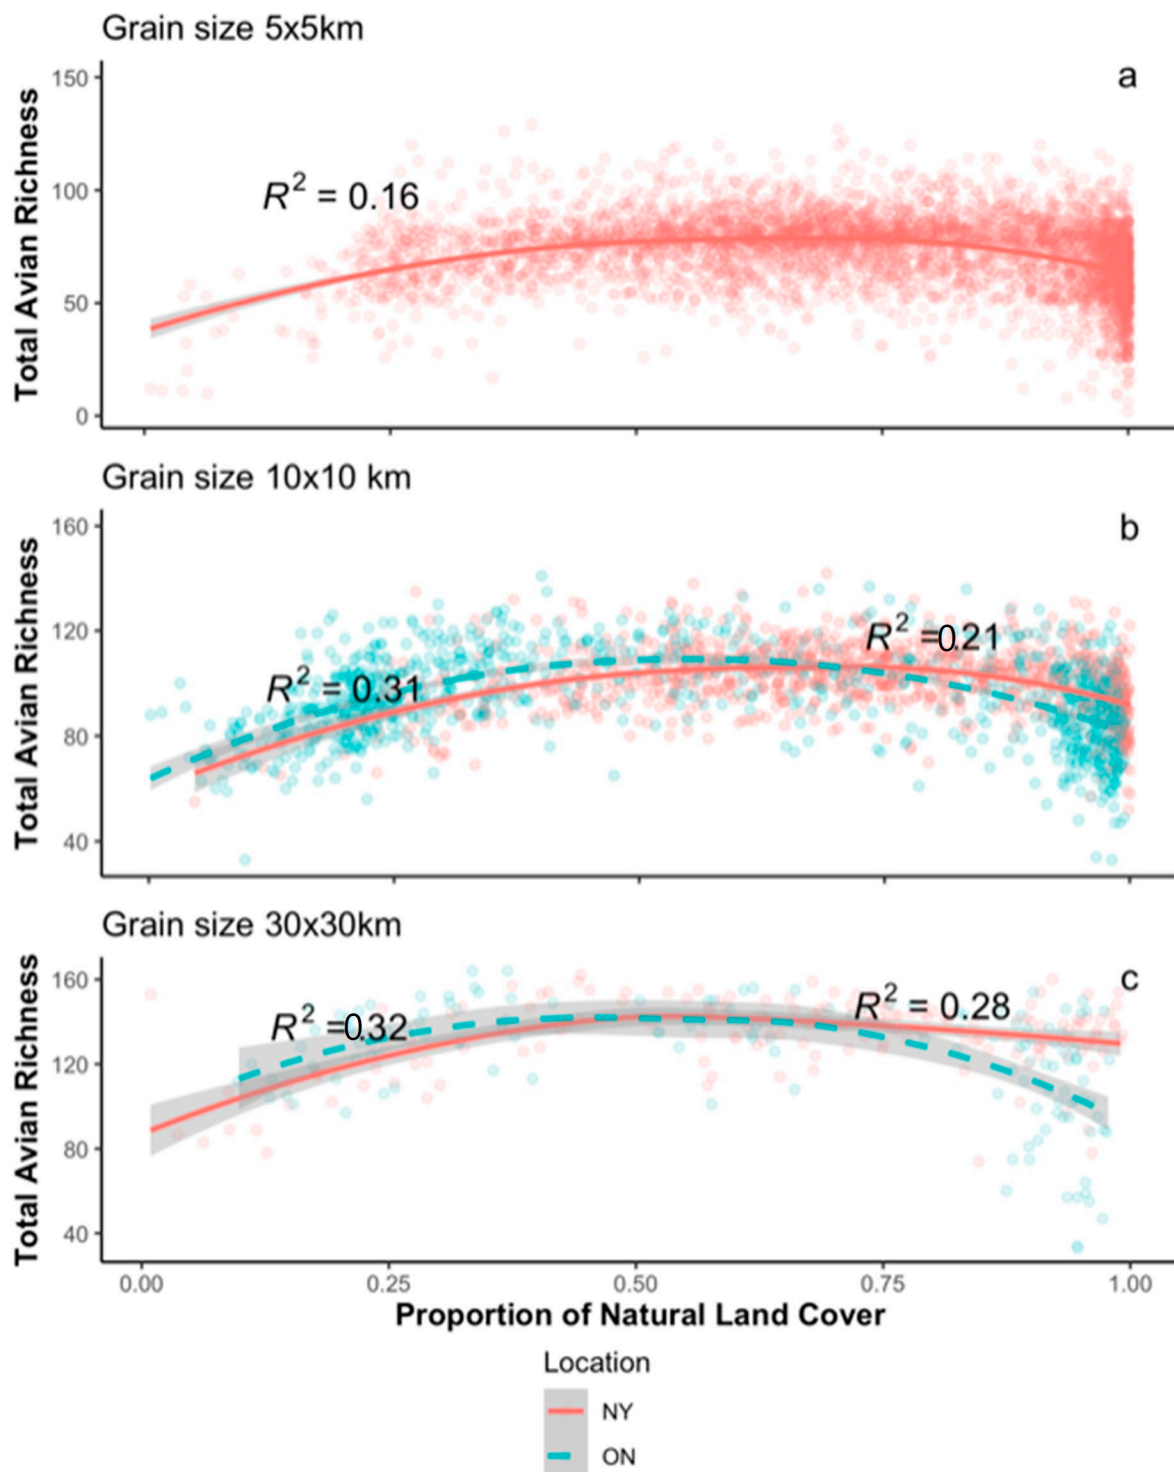 Grain size 5x5km
a
150
100
50
0
Total Avian Richness
R² = 0.16
Grain size 10x10 km
b
160
120
80
40
Total Avian Richness
R² =0.21
R² = 0.31
Grain size 30x30km
c
160
120
80
40
Total Avian Richness
R² = 0.28
R² =0.32
0.00 0.25 0.50 0.75 1.00
Proportion of Natural Land Cover
Location
NY
ON